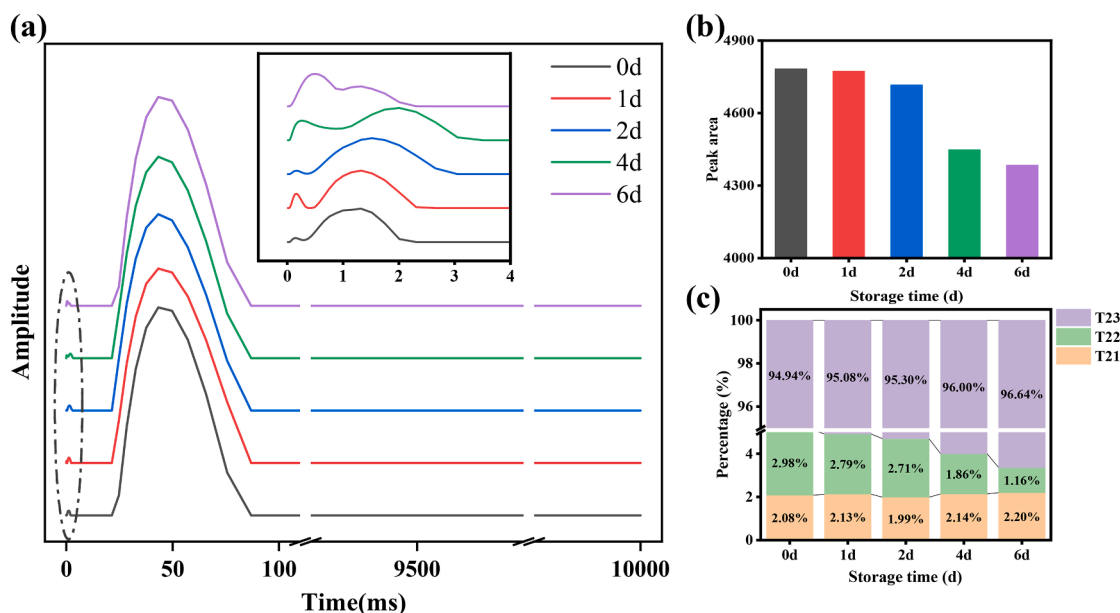 (a)
Amplitude
0d
1d
2d
4d
6d
0 1 2 3 4
0 50 100 9500 10000
Time(ms)
(b)
Peak area
4900
4600
4300
4000
0d 1d 2d 4d 6d
Storage time (d)
(c)
Percentage (%)
100
98
96
4
2
0
94.94% 95.08% 95.30% 96.00% 96.64%
2.98% 2.79% 2.71% 1.86% 1.16%
2.08% 2.13% 1.99% 2.14% 2.20%
0d 1d 2d 4d 6d
Storage time (d)
T23
T22
T21